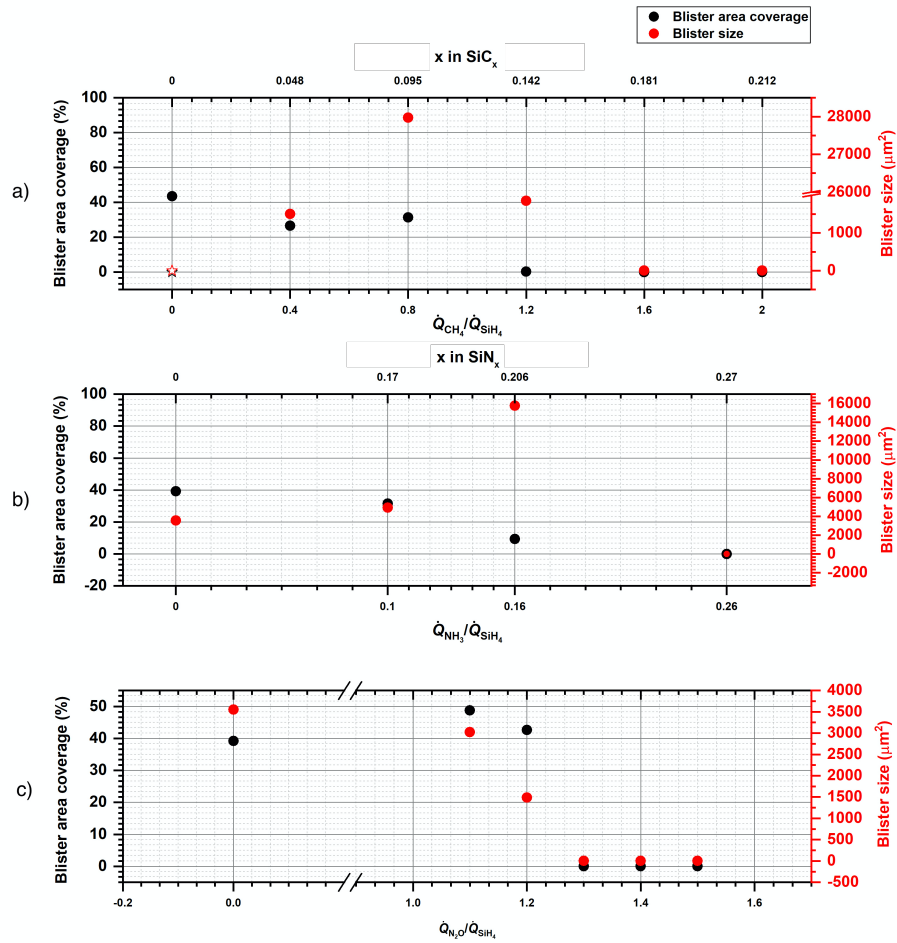 Blister area coverage
Blister size
x in SiCₓ
0 0.048 0.095 0.142 0.181 0.212
a)
Blister area coverage (%)
100
80
60
40
20
0
28000
27000
26000
1000
0
Blister size (μm²)
0 0.4 0.8 1.2 1.6 2
Q̇CH₄/Q̇SiH₄
x in SiNₓ
0 0.17 0.206 0.27
b)
Blister area coverage (%)
100
80
60
40
20
0
-20
16000
14000
12000
10000
8000
6000
4000
2000
0
-2000
Blister size (μm²)
0 0.1 0.16 0.26
Q̇NH₃/Q̇SiH₄
c)
Blister area coverage (%)
50
40
30
20
10
0
4000
3500
3000
2500
2000
1500
1000
500
0
-500
Blister size (μm²)
-0.2 0.0 1.0 1.2 1.4 1.6
Q̇N₂O/Q̇SiH₄